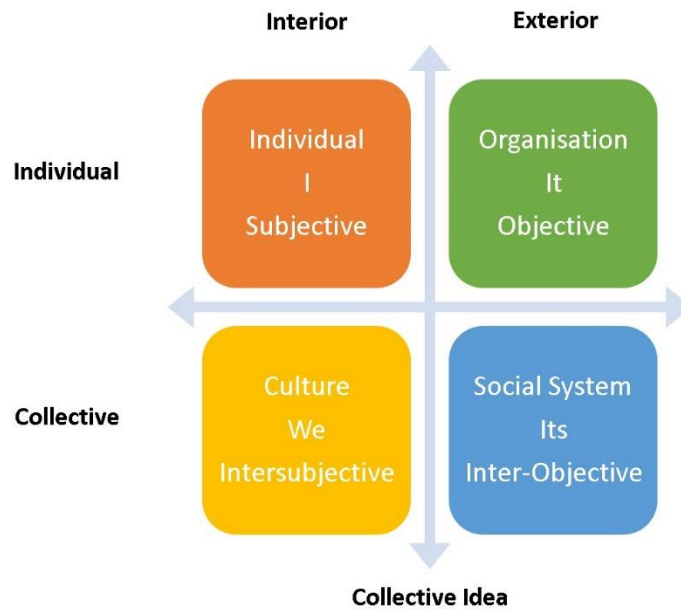 Interior
Exterior
Individual
Individual
I
Subjective
Organisation
It
Objective
Collective
Culture
We
Intersubjective
Social System
Its
Inter-Objective
Collective Idea